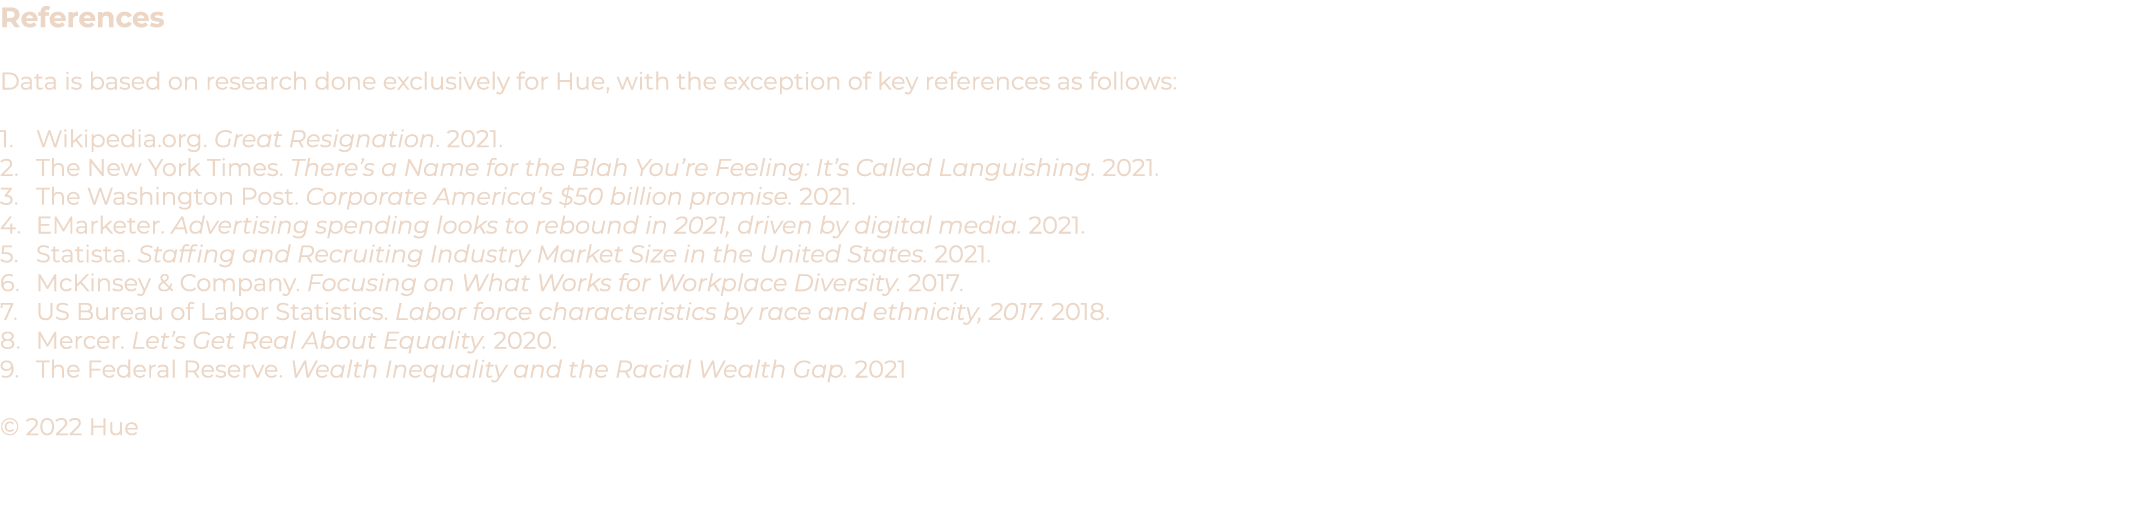 References
Data is based on research done exclusively for Hue, with the exception of key references as follows:
1. Wikipedia.org. Great Resignation. 2021.
2. The New York Times. There’s a Name for the Blah You’re Feeling: It’s Called Languishing. 2021.
3. The Washington Post. Corporate America’s $50 billion promise. 2021.
4. EMarketer. Advertising spending looks to rebound in 2021, driven by digital media. 2021.
5. Statista. Staffing and Recruiting Industry Market Size in the United States. 2021.
6. McKinsey & Company. Focusing on What Works for Workplace Diversity. 2017.
7. US Bureau of Labor Statistics. Labor force characteristics by race and ethnicity, 2017. 2018.
8. Mercer. Let’s Get Real About Equality. 2020.
9. The Federal Reserve. Wealth Inequality and the Racial Wealth Gap. 2021
© 2022 Hue